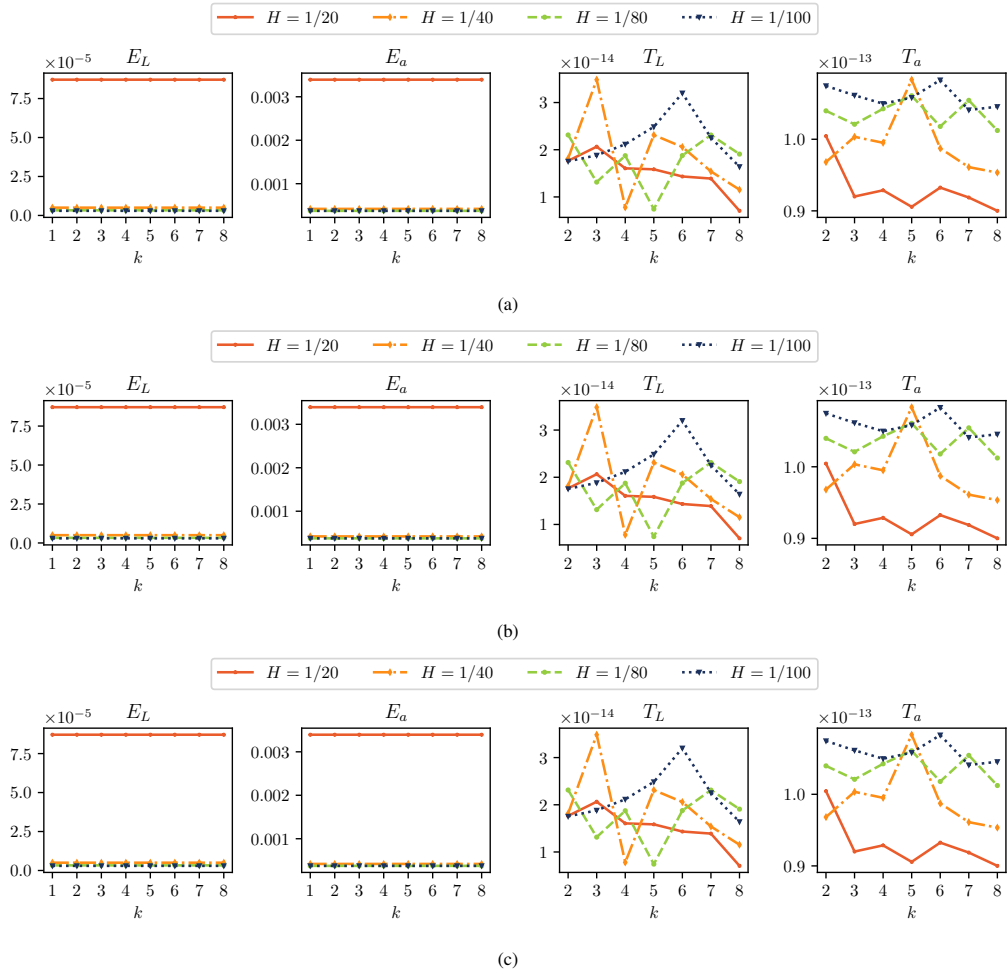 (a)
H = 1/20 H = 1/40 H = 1/80 H = 1/100
E_L E_a T_L T_a
×10^{-5} ×10^{-14} ×10^{-13}
7.5 5.0 2.5 0.0
1 2 3 4 5 6 7 8
k
0.003 0.002 0.001
1 2 3 4 5 6 7 8
k
3 2 1
2 3 4 5 6 7 8
k
1.0 0.9
2 3 4 5 6 7 8
k
(b)
H = 1/20 H = 1/40 H = 1/80 H = 1/100
E_L E_a T_L T_a
×10^{-5} ×10^{-14} ×10^{-13}
7.5 5.0 2.5 0.0
1 2 3 4 5 6 7 8
k
0.003 0.002 0.001
1 2 3 4 5 6 7 8
k
3 2 1
2 3 4 5 6 7 8
k
1.0 0.9
2 3 4 5 6 7 8
k
(c)
H = 1/20 H = 1/40 H = 1/80 H = 1/100
E_L E_a T_L T_a
×10^{-5} ×10^{-14} ×10^{-13}
7.5 5.0 2.5 0.0
1 2 3 4 5 6 7 8
k
0.003 0.002 0.001
1 2 3 4 5 6 7 8
k
3 2 1
2 3 4 5 6 7 8
k
1.0 0.9
2 3 4 5 6 7 8
k